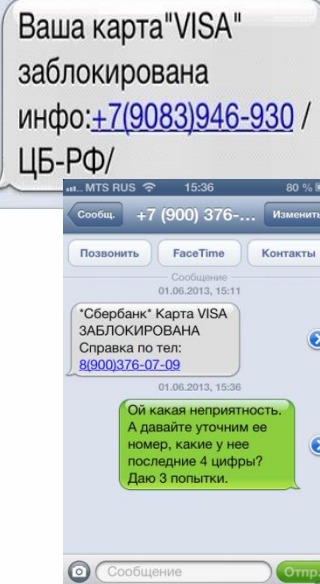 Ваша карта"VISA"
заблокирована
инфо:+7(9083)946-930 /
ЦБ-РФ/
MTS RUS 15:36 80 %
Сообщ. +7 (900) 376-... Изменить
Позвонить FaceTime Контакты
Сообщение
01.06.2013, 15:11
*Сбербанк* Карта VISA
ЗАБЛОКИРОВАНА
Справка по тел:
8(900)376-07-09
01.06.2013, 15:36
Ой какая неприятность.
А давайте уточним ее
номер, какие у нее
последние 4 цифры?
Даю 3 попытки.
Сообщение Отпр.